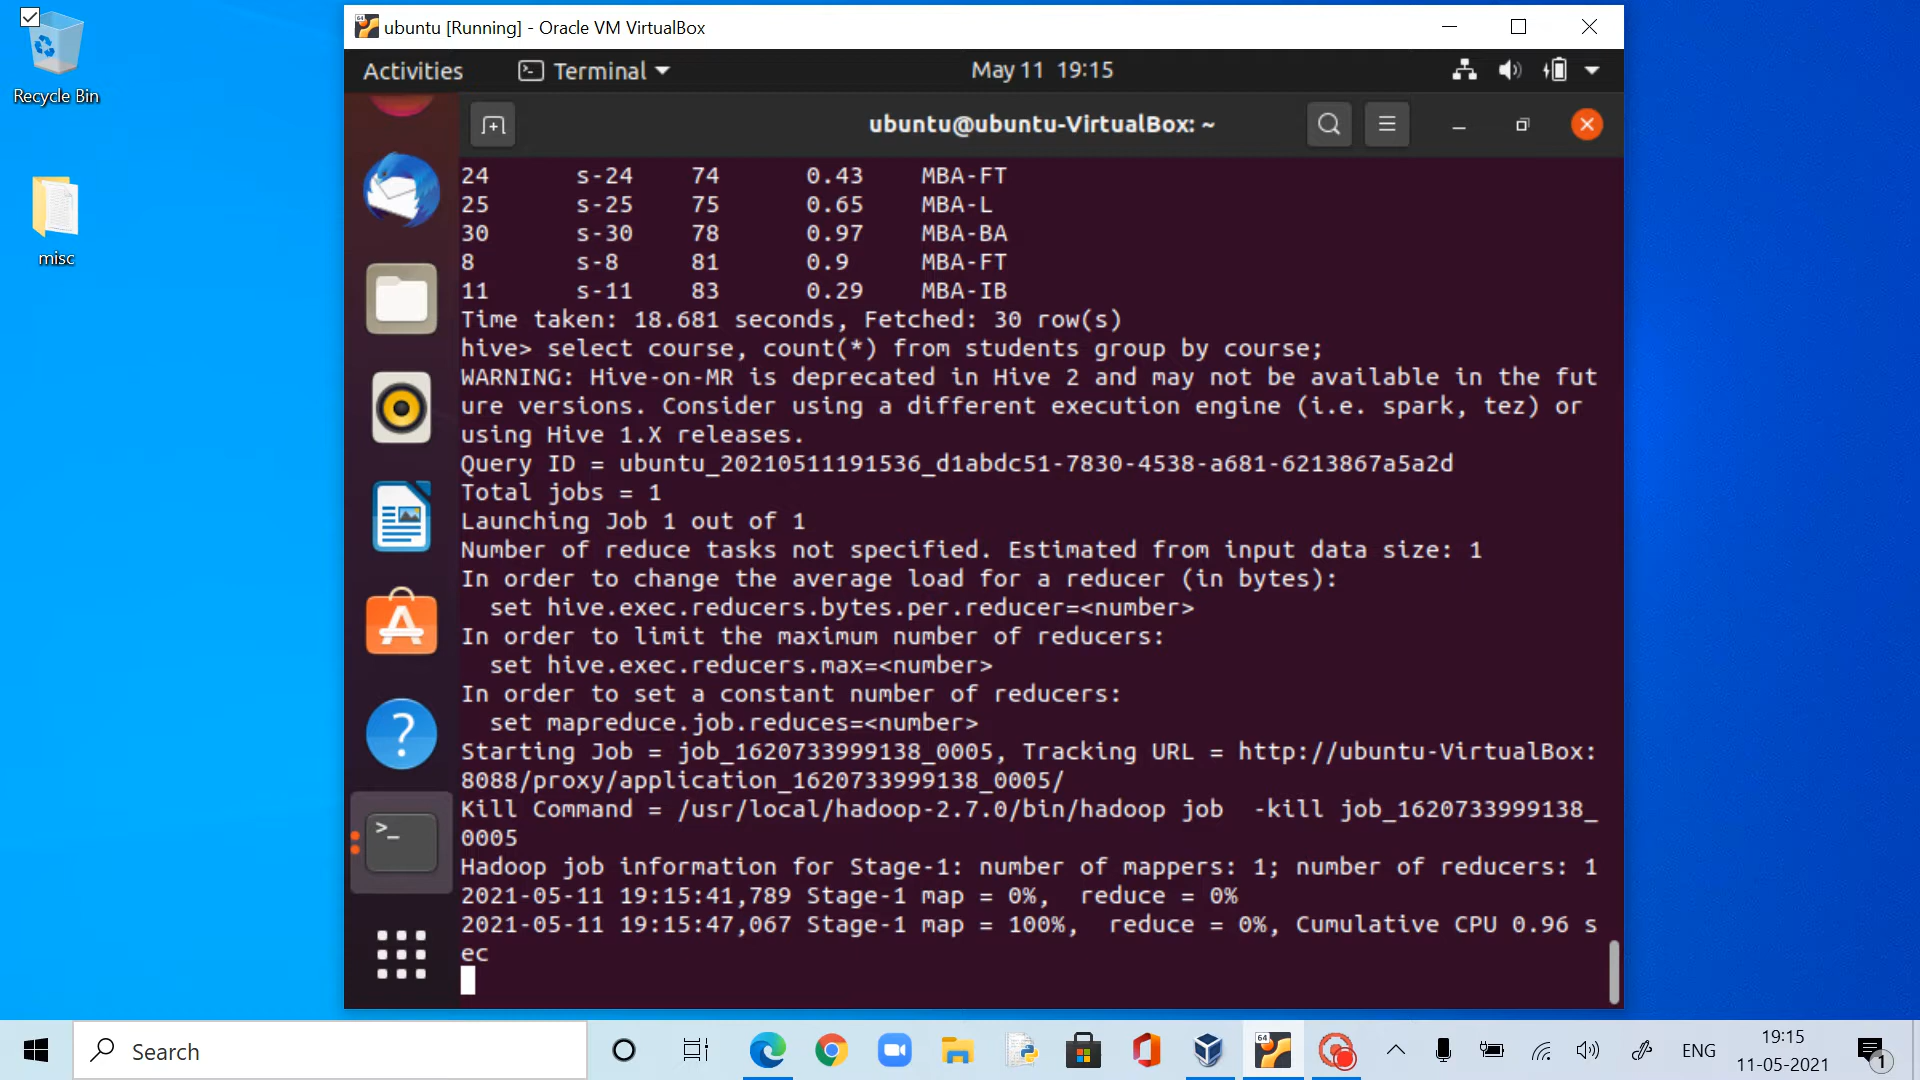 Recycle Bin
misc
ubuntu [Running] - Oracle VM VirtualBox
Activities Terminal May 11 19:15
ubuntu@ubuntu-VirtualBox: ~
24 s-24 74 0.43 MBA-FT
25 s-25 75 0.65 MBA-L
30 s-30 78 0.97 MBA-BA
8 s-8 81 0.9 MBA-FT
11 s-11 83 0.29 MBA-IB
Time taken: 18.681 seconds, Fetched: 30 row(s)
hive> select course, count(*) from students group by course;
WARNING: Hive-on-MR is deprecated in Hive 2 and may not be available in the fut
ure versions. Consider using a different execution engine (i.e. spark, tez) or
using Hive 1.X releases.
Query ID = ubuntu_20210511191536_d1abdc51-7830-4538-a681-6213867a5a2d
Total jobs = 1
Launching Job 1 out of 1
Number of reduce tasks not specified. Estimated from input data size: 1
In order to change the average load for a reducer (in bytes):
  set hive.exec.reducers.bytes.per.reducer=<number>
In order to limit the maximum number of reducers:
  set hive.exec.reducers.max=<number>
In order to set a constant number of reducers:
  set mapreduce.job.reduces=<number>
Starting Job = job_1620733999138_0005, Tracking URL = http://ubuntu-VirtualBox:
8088/proxy/application_1620733999138_0005/
Kill Command = /usr/local/hadoop-2.7.0/bin/hadoop job  -kill job_1620733999138_
0005
Hadoop job information for Stage-1: number of mappers: 1; number of reducers: 1
2021-05-11 19:15:41,789 Stage-1 map = 0%,  reduce = 0%
2021-05-11 19:15:47,067 Stage-1 map = 100%,  reduce = 0%, Cumulative CPU 0.96 s
ec
Search
64
ENG
19:15
11-05-2021
1